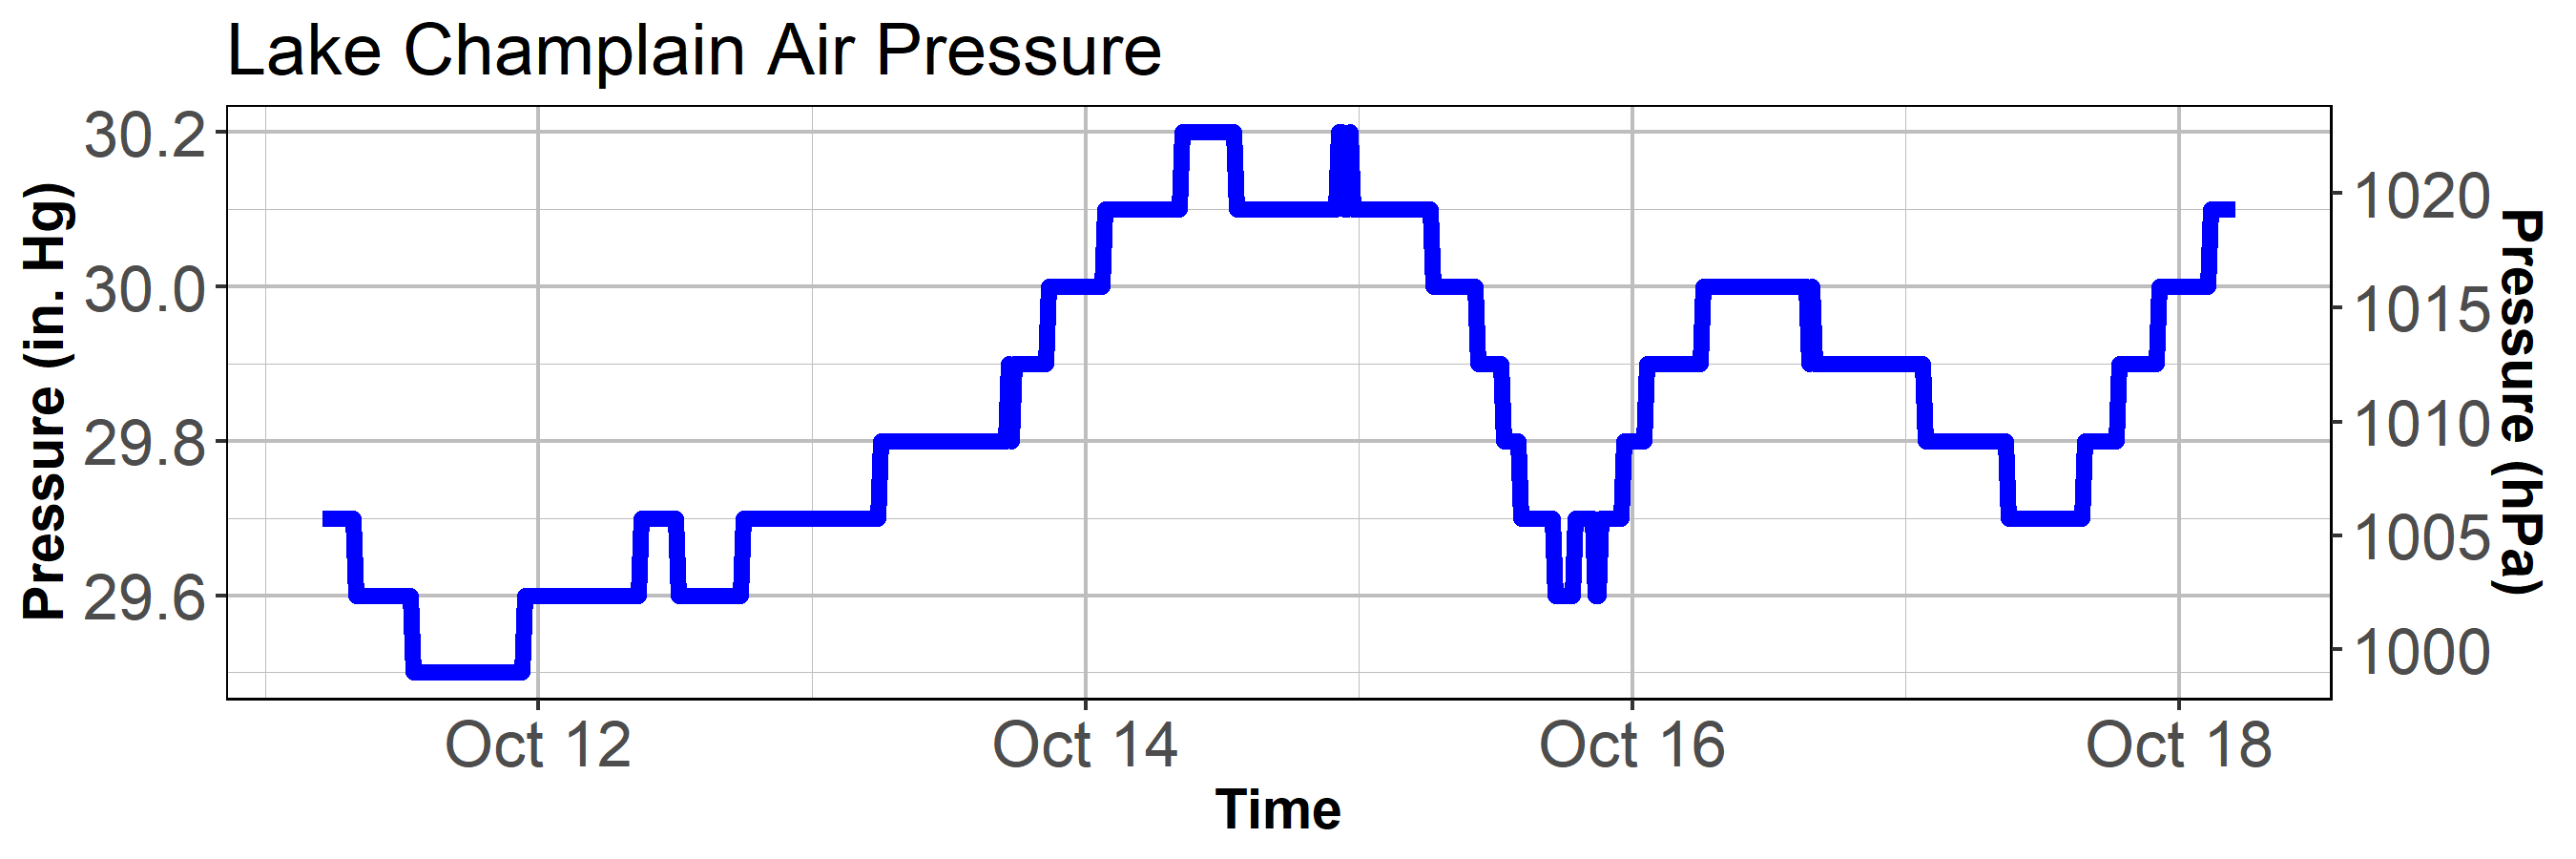 Lake Champlain Air Pressure
Pressure (in. Hg)
30.2
30.0
29.8
29.6
1020
1015
1010
1005
1000
Pressure (hPa)
Oct 12 Oct 14 Oct 16 Oct 18
Time